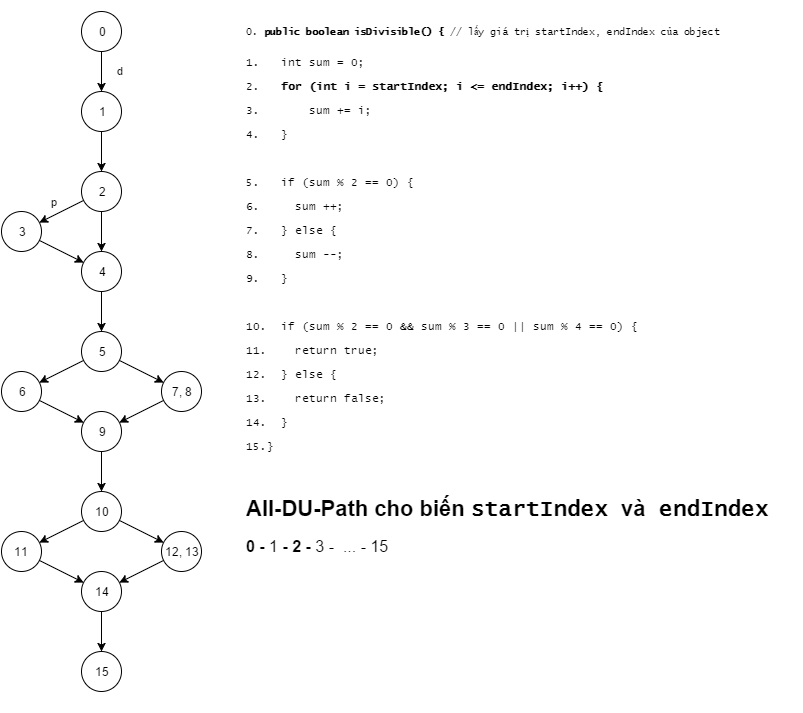 0
d
1
2
p
3
4
5
6
7, 8
9
10
11
12, 13
14
15
0. public boolean isDivisible() { // lấy giá trị startIndex, endIndex của object
1. int sum = 0;
2. for (int i = startIndex; i <= endIndex; i++) {
3. sum += i;
4. }
5. if (sum % 2 == 0) {
6. sum ++;
7. } else {
8. sum --;
9. }
10. if (sum % 2 == 0 && sum % 3 == 0 || sum % 4 == 0) {
11. return true;
12. } else {
13. return false;
14. }
15.}
All-DU-Path cho biến startIndex và endIndex
0 - 1 - 2 - 3 - ... - 15